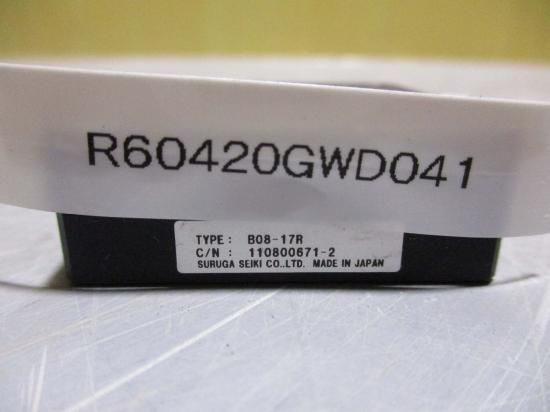 R60420GWD041
TYPE: B08-17R
C/N : 110800671-2
SURUGA SEIKI CO.,LTD. MADE IN JAPAN